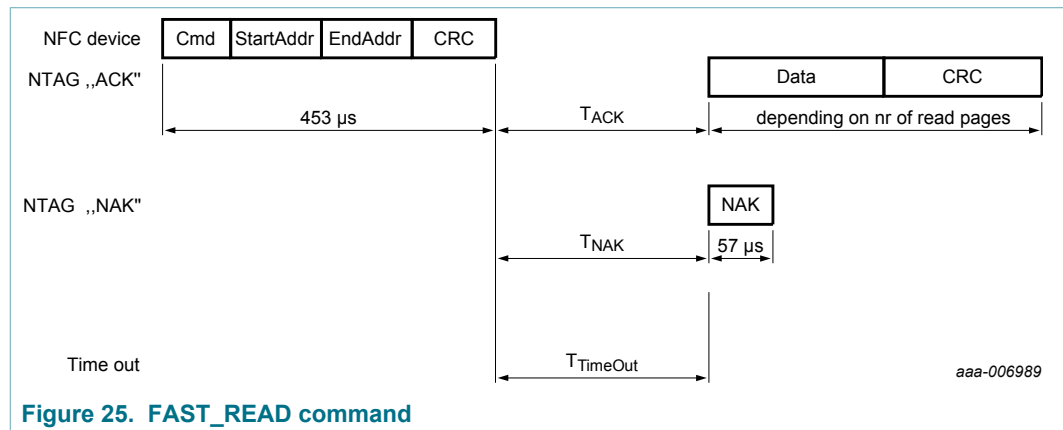 NFC device Cmd StartAddr EndAddr CRC
NTAG ,,ACK" Data CRC
453 µs TACK depending on nr of read pages
NTAG ,,NAK" NAK
TNAK 57 µs
Time out TTimeOut aaa-006989
Figure 25. FAST_READ command